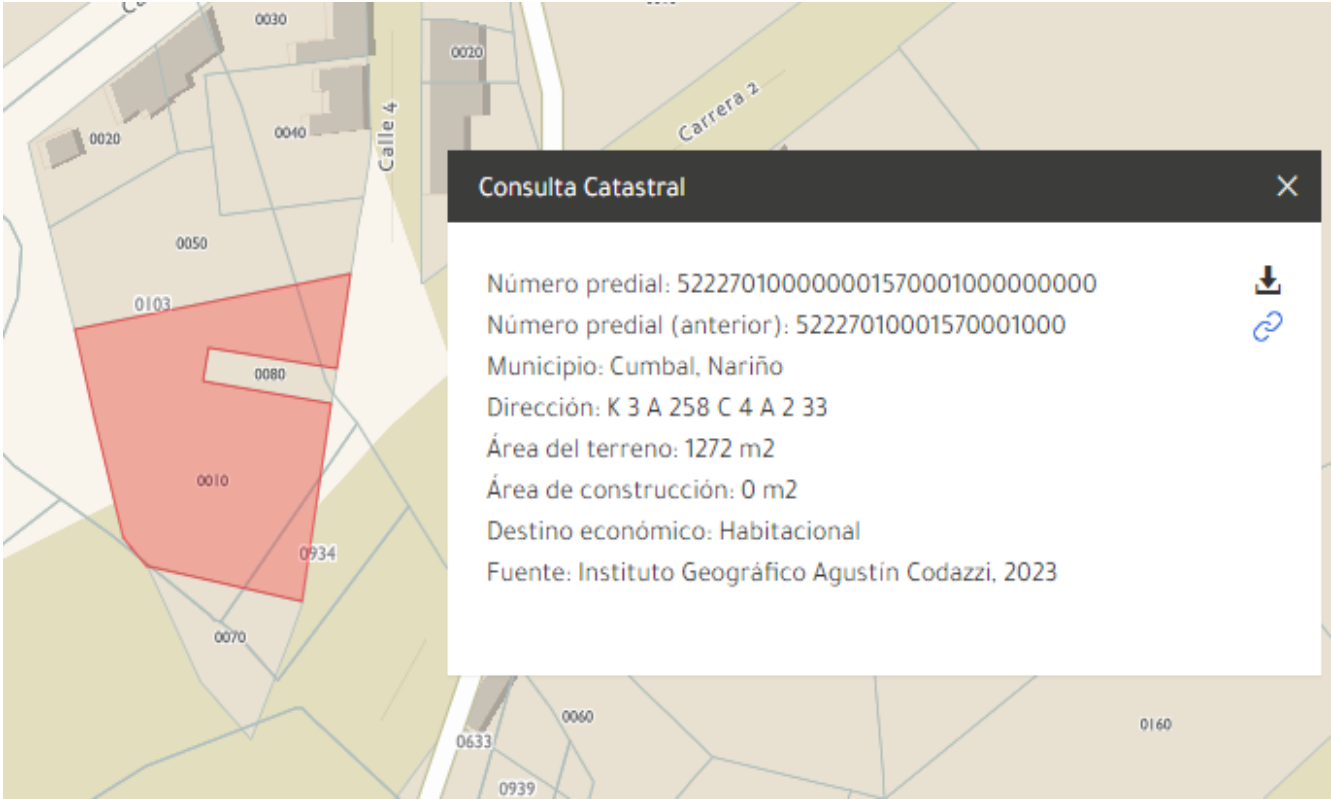 0030
0020
0020
0040
Calle 4
Carrera 2
Consulta Catastral
0050
0103
0080
0010
0934
0070
Número predial: 522270100000001570001000000000
Número predial (anterior): 52227010001570001000
Municipio: Cumbal, Nariño
Dirección: K 3 A 258 C 4 A 2 33
Área del terreno: 1272 m2
Área de construcción: 0 m2
Destino económico: Habitacional
Fuente: Instituto Geográfico Agustín Codazzi, 2023
0060
0160
0633
0939